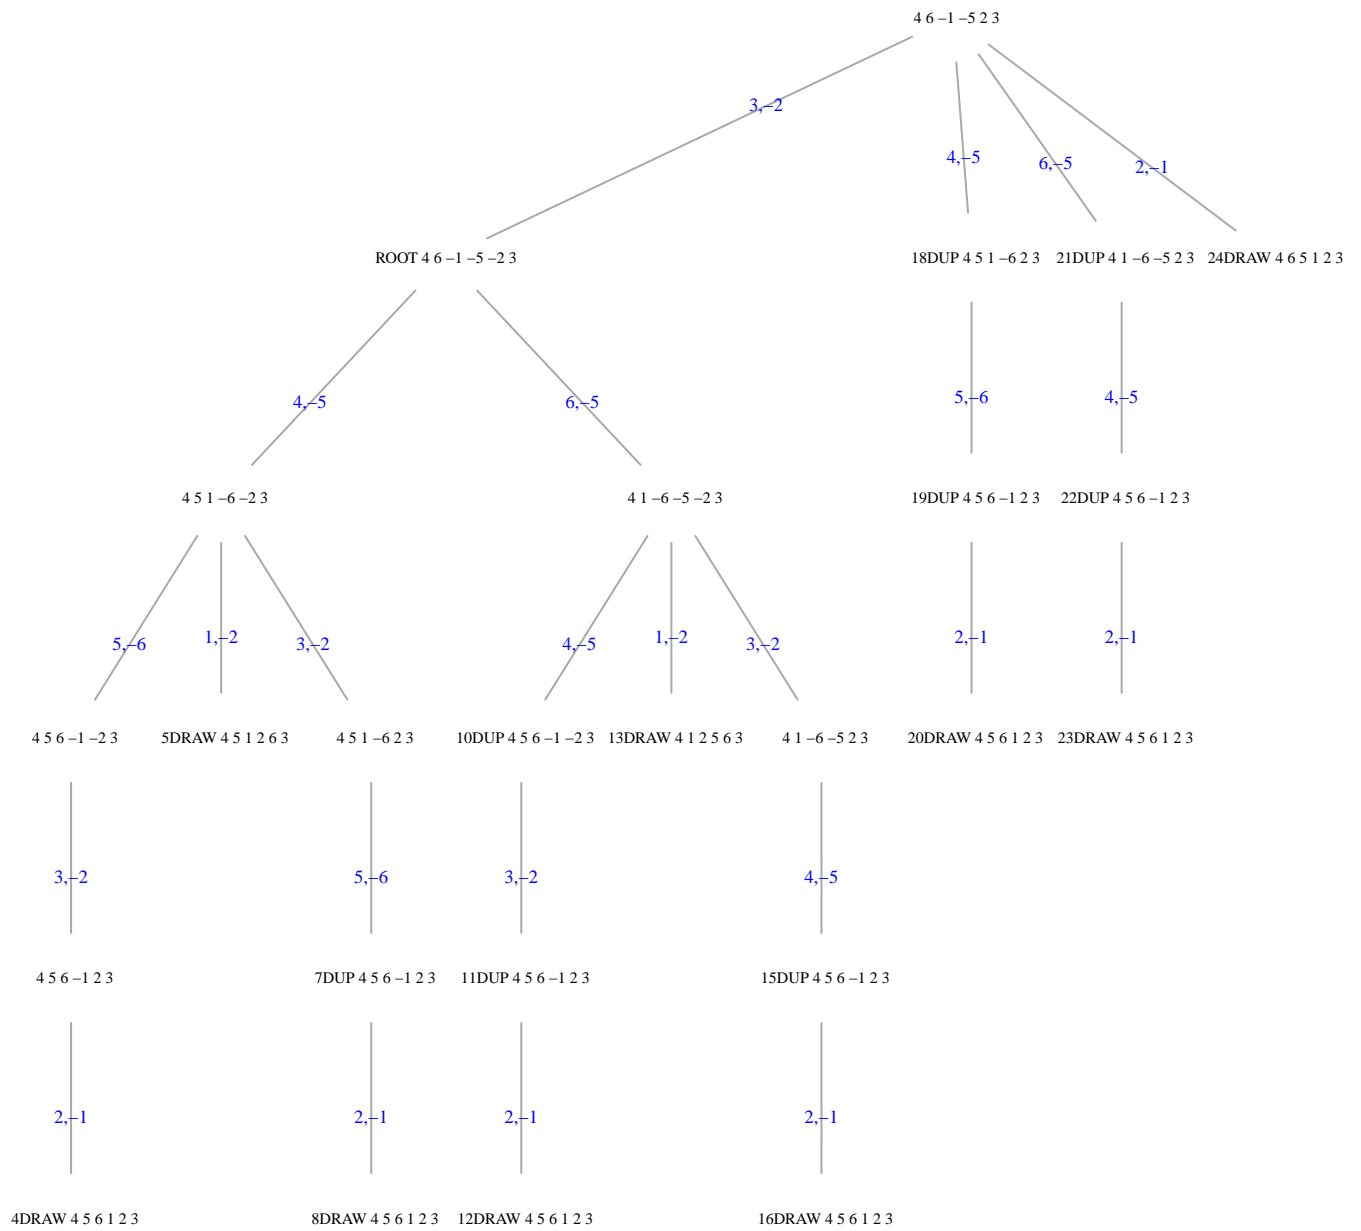 4 6 –1 –5 2 3
3,–2
4,–5
6,–5
2,–1
ROOT 4 6 –1 –5 –2 3
18DUP 4 5 1 –6 2 3
21DUP 4 1 –6 –5 2 3
24DRAW 4 6 5 1 2 3
4,–5
6,–5
5,–6
4,–5
4 5 1 –6 –2 3
4 1 –6 –5 –2 3
19DUP 4 5 6 –1 2 3
22DUP 4 5 6 –1 2 3
5,–6
1,–2
3,–2
4,–5
1,–2
3,–2
2,–1
2,–1
4 5 6 –1 –2 3
5DRAW 4 5 1 2 6 3
4 5 1 –6 2 3
10DUP 4 5 6 –1 –2 3
13DRAW 4 1 2 5 6 3
4 1 –6 –5 2 3
20DRAW 4 5 6 1 2 3
23DRAW 4 5 6 1 2 3
3,–2
5,–6
3,–2
4,–5
4 5 6 –1 2 3
7DUP 4 5 6 –1 2 3
11DUP 4 5 6 –1 2 3
15DUP 4 5 6 –1 2 3
2,–1
2,–1
2,–1
2,–1
4DRAW 4 5 6 1 2 3
8DRAW 4 5 6 1 2 3
12DRAW 4 5 6 1 2 3
16DRAW 4 5 6 1 2 3